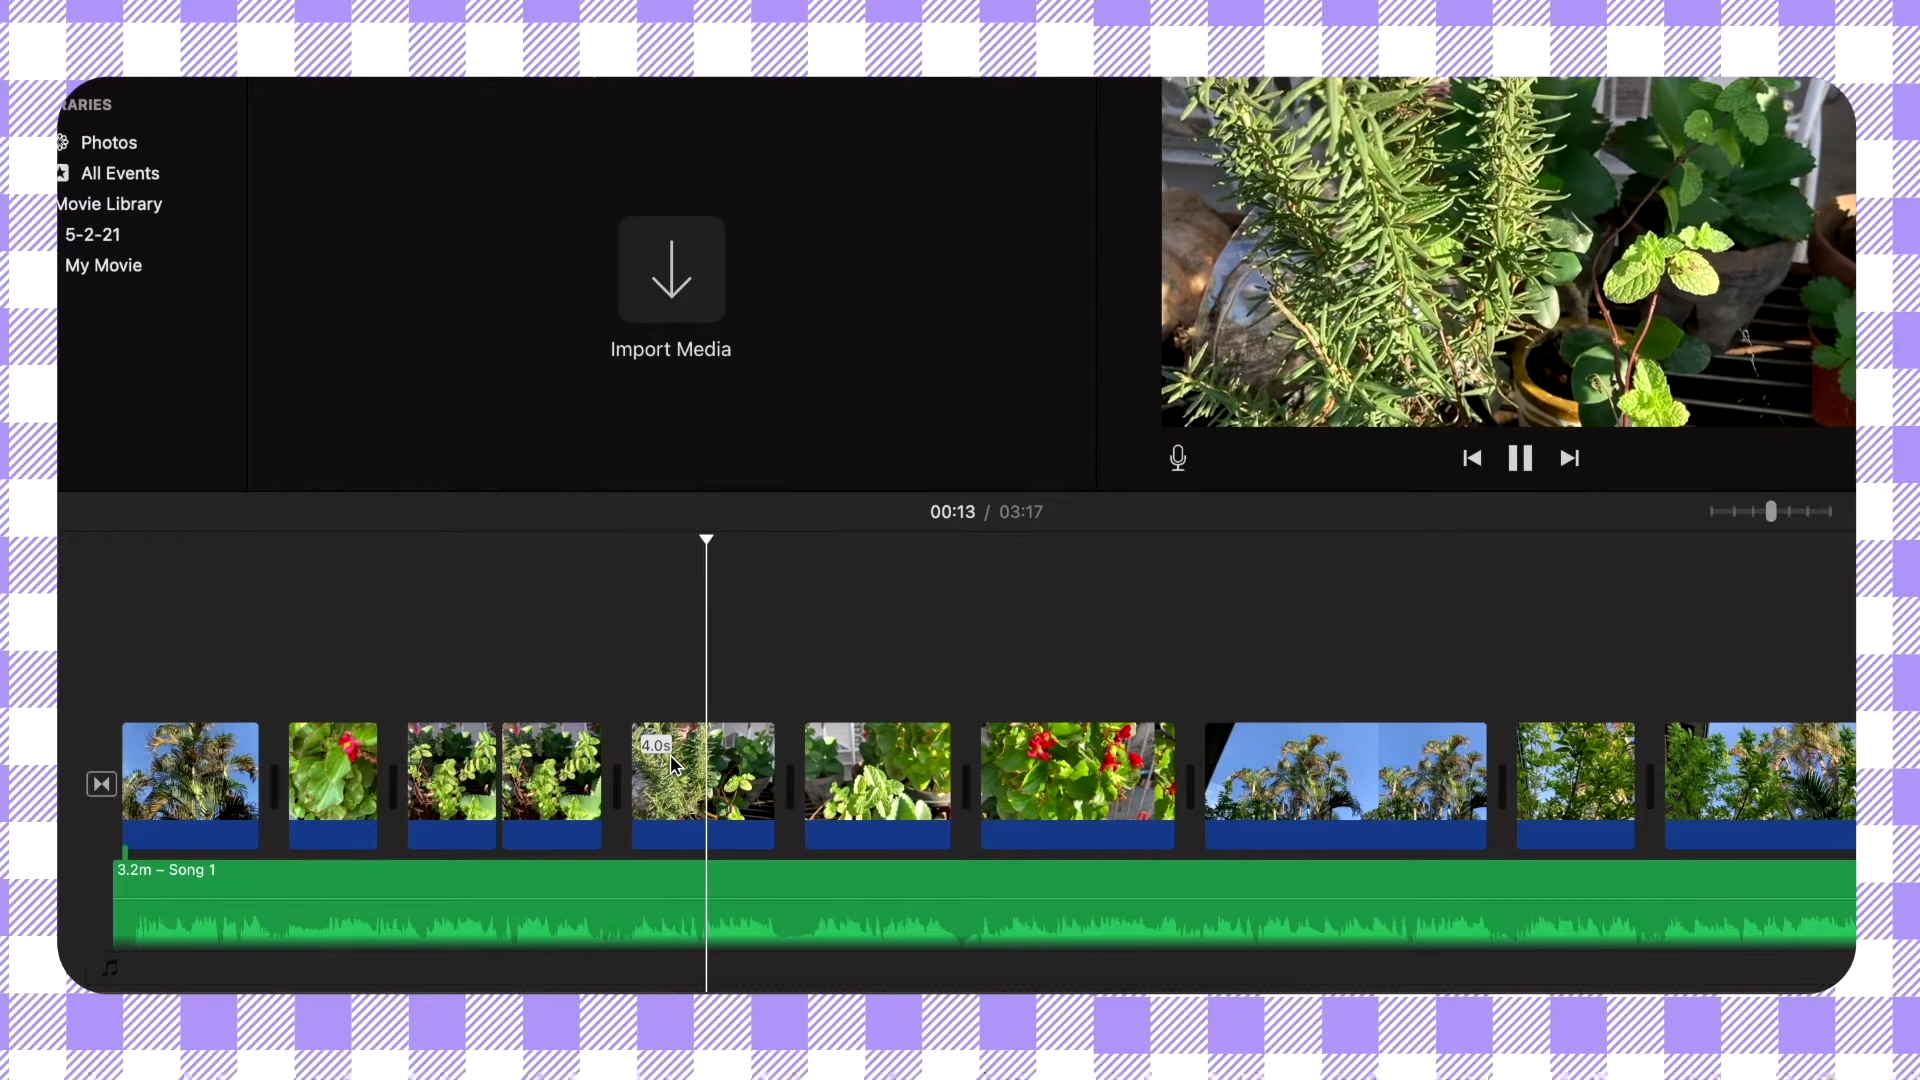 RARIES
Photos
All Events
Movie Library
5-2-21
My Movie
Import Media
00:13 / 03:17
4.0s
3.2m – Song 1